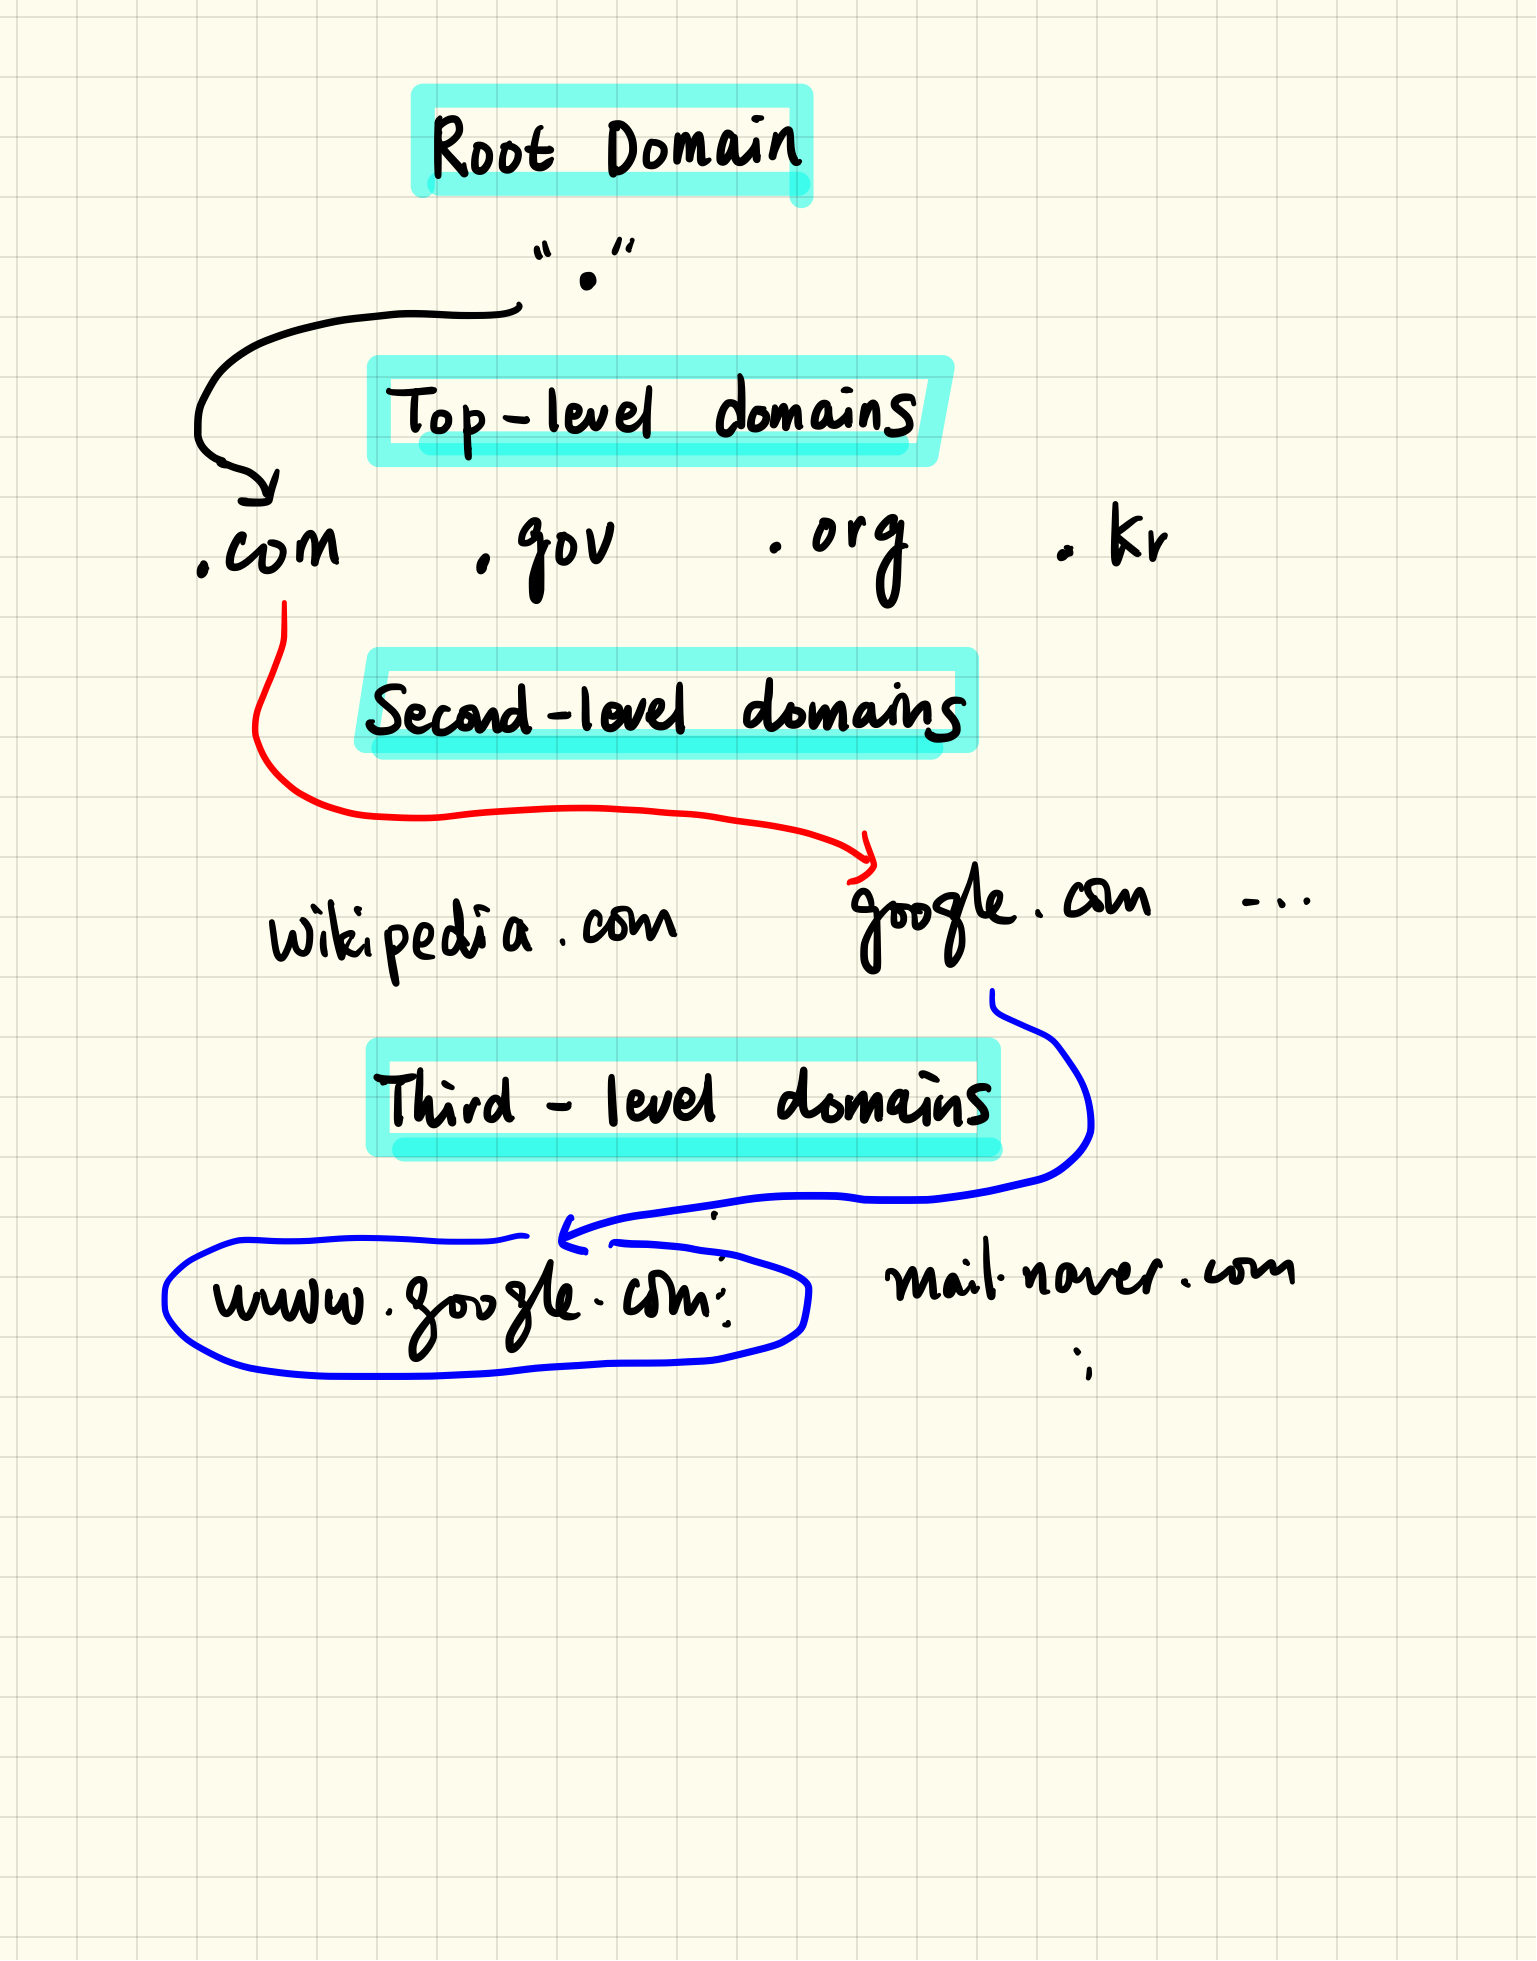 Root Domain
"."
Top-level domains
.com .gov .org .kr
Second-level domains
wikipedia.com google.com ...
Third-level domains
www.google.com mail.naver.com